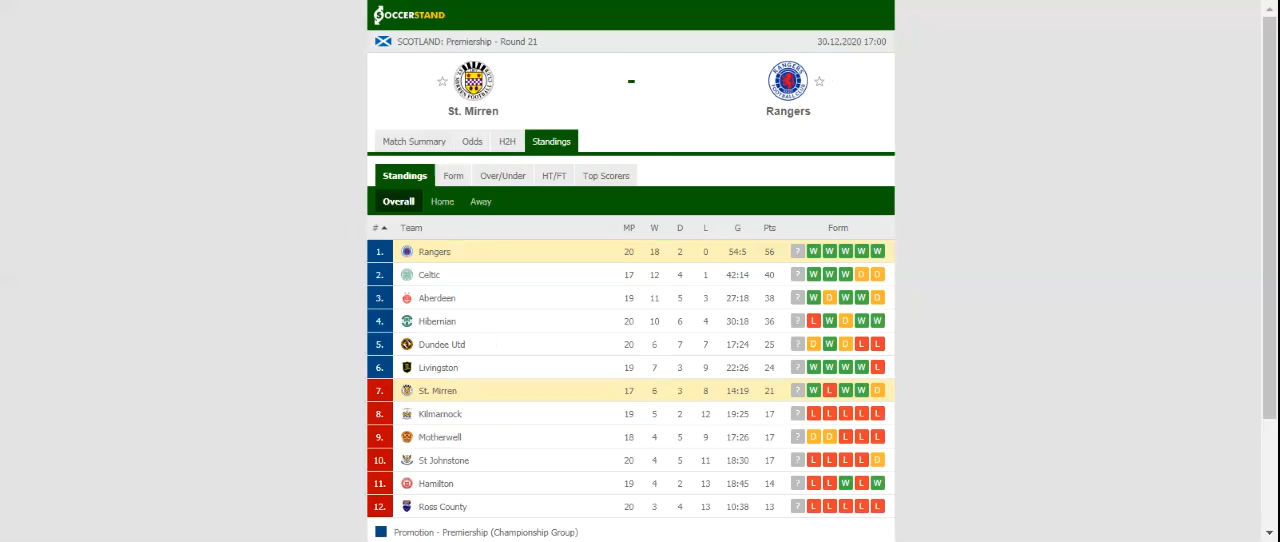 SOCCERSTAND
SCOTLAND: Premiership - Round 21 30.12.2020 17:00
-
St. Mirren Rangers
Match Summary Odds H2H Standings
Standings Form Over/Under HT/FT Top Scorers
Overall Home Away
# Team MP W D L G Pts Form
1. Rangers 20 18 2 0 54:5 56 ? W W W W W
2. Celtic 17 12 4 1 42:14 40 ? W W W D D
3. Aberdeen 19 11 5 3 27:18 38 ? W D W W D
4. Hibernian 20 10 6 4 30:18 36 ? L W D W W
5. Dundee Utd 20 6 7 7 17:24 25 ? D W D L L
6. Livingston 19 7 3 9 22:26 24 ? W W W W L
7. St. Mirren 17 6 3 8 14:19 21 ? W L W W D
8. Kilmarnock 19 5 2 12 19:25 17 ? L L L L L
9. Motherwell 18 4 5 9 17:26 17 ? D D L L L
10. St Johnstone 20 4 5 11 18:30 17 ? L L L L D
11. Hamilton 19 4 2 13 18:45 14 ? L L W L W
12. Ross County 20 3 4 13 10:38 13 ? L L L L L
Promotion - Premiership (Championship Group)